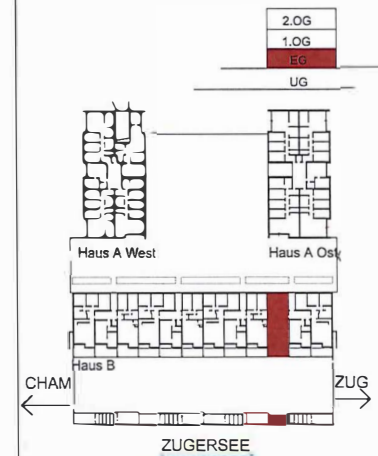 2.OG
1.OG
EG
UG
Haus A West
Haus A Ost
Haus B
CHAM
ZUG
ZUGERSEE